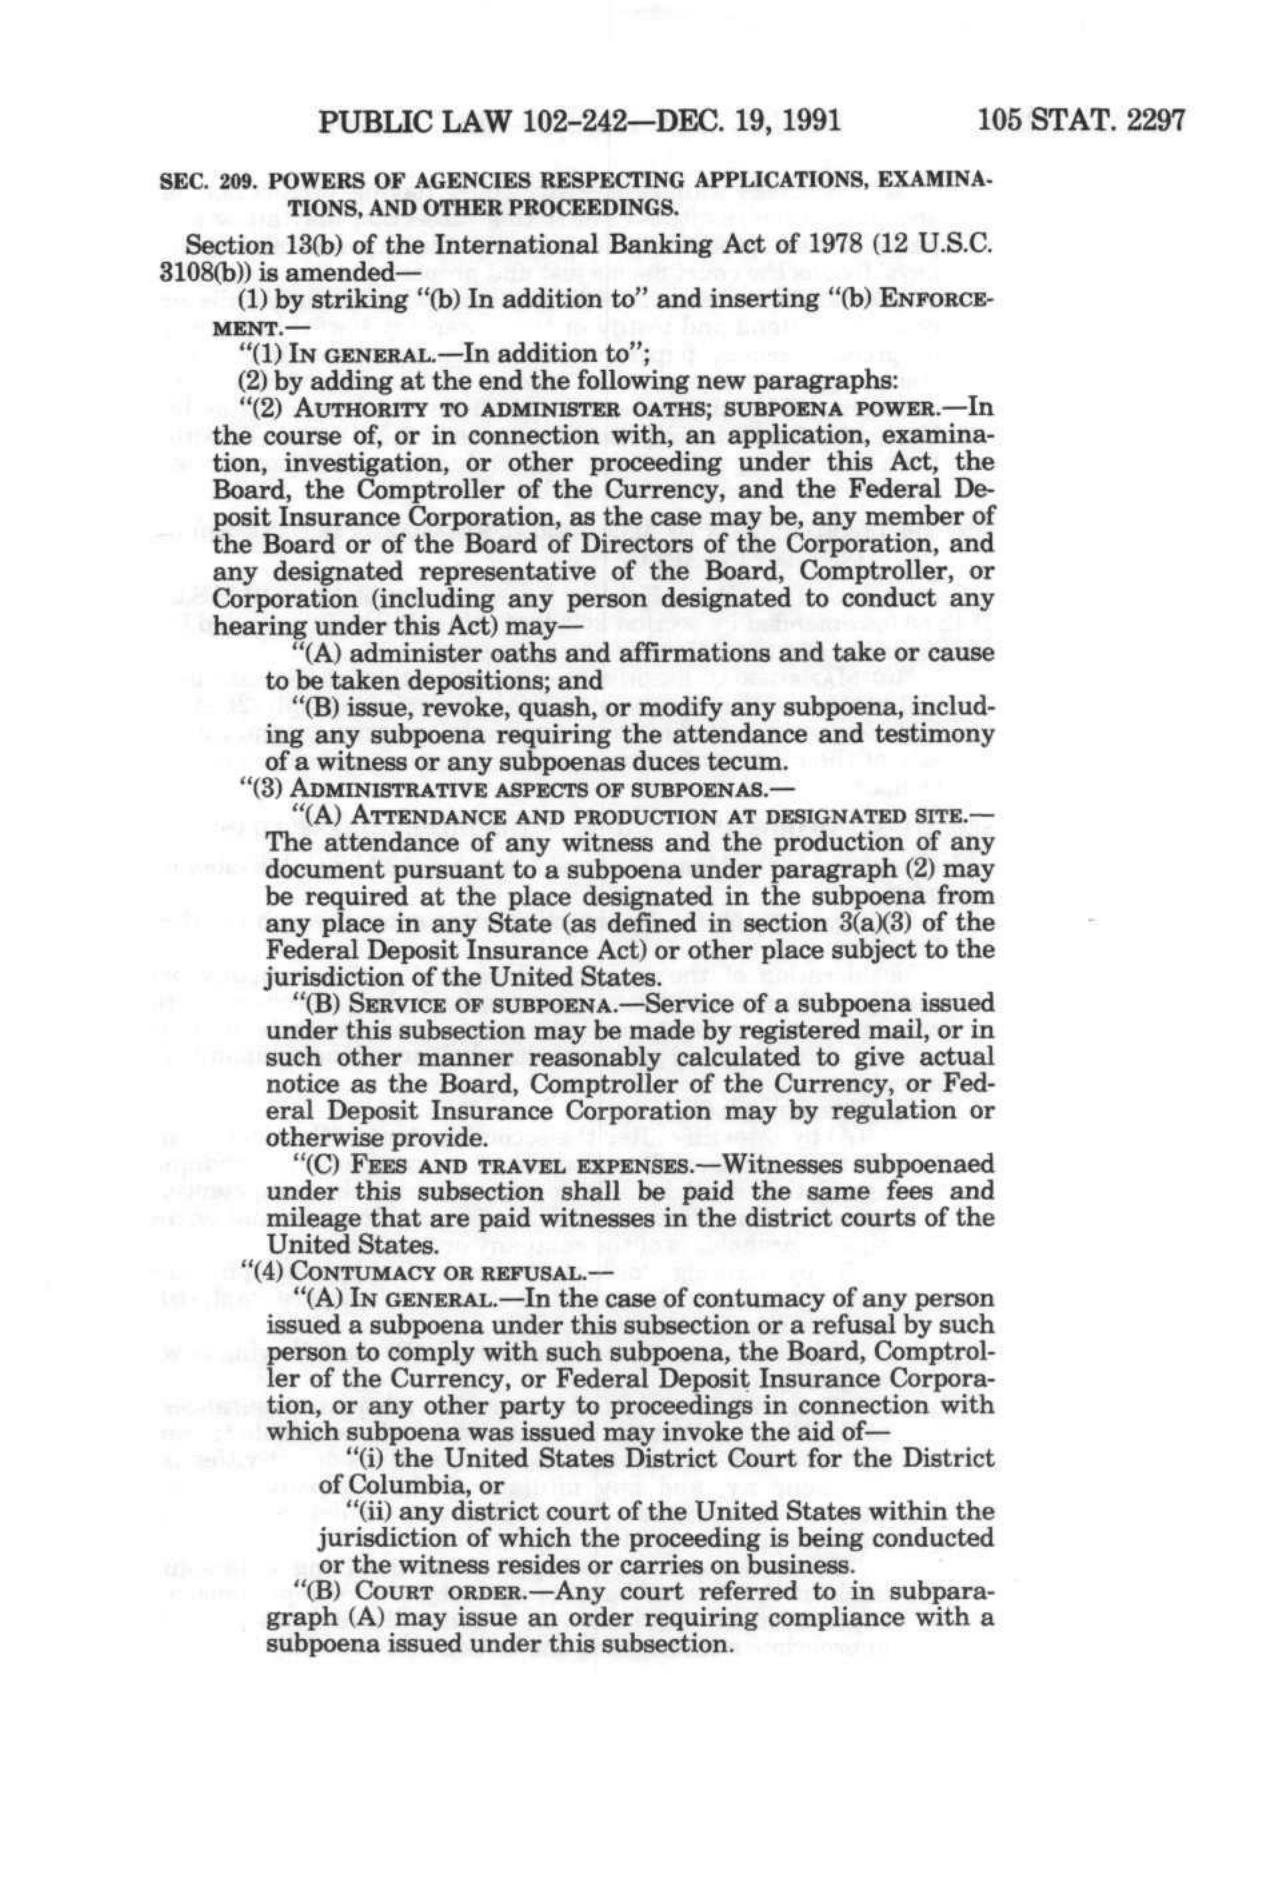 PUBLIC LAW 102-242—DEC. 19, 1991 105 STAT. 2297
SEC. 209. POWERS OF AGENCIES RESPECTING APPLICATIONS, EXAMINA-
TIONS, AND OTHER PROCEEDINGS.
Section 13(b) of the International Banking Act of 1978 (12 U.S.C.
3108(b)) is amended—
(1) by striking “(b) In addition to” and inserting “(b) ENFORCE-
MENT.—
“(1) IN GENERAL.—In addition to”;
(2) by adding at the end the following new paragraphs:
“(2) AUTHORITY TO ADMINISTER OATHS; SUBPOENA POWER.—In
the course of, or in connection with, an application, examina-
tion, investigation, or other proceeding under this Act, the
Board, the Comptroller of the Currency, and the Federal De-
posit Insurance Corporation, as the case may be, any member of
the Board or of the Board of Directors of the Corporation, and
any designated representative of the Board, Comptroller, or
Corporation (including any person designated to conduct any
hearing under this Act) may—
“(A) administer oaths and affirmations and take or cause
to be taken depositions; and
“(B) issue, revoke, quash, or modify any subpoena, includ-
ing any subpoena requiring the attendance and testimony
of a witness or any subpoenas duces tecum.
“(3) ADMINISTRATIVE ASPECTS OF SUBPOENAS.—
“(A) ATTENDANCE AND PRODUCTION AT DESIGNATED SITE.—
The attendance of any witness and the production of any
document pursuant to a subpoena under paragraph (2) may
be required at the place designated in the subpoena from
any place in any State (as defined in section 3(a)(3) of the
Federal Deposit Insurance Act) or other place subject to the
jurisdiction of the United States.
“(B) SERVICE OF SUBPOENA.—Service of a subpoena issued
under this subsection may be made by registered mail, or in
such other manner reasonably calculated to give actual
notice as the Board, Comptroller of the Currency, or Fed-
eral Deposit Insurance Corporation may by regulation or
otherwise provide.
“(C) FEES AND TRAVEL EXPENSES.—Witnesses subpoenaed
under this subsection shall be paid the same fees and
mileage that are paid witnesses in the district courts of the
United States.
“(4) CONTUMACY OR REFUSAL.—
“(A) IN GENERAL.—In the case of contumacy of any person
issued a subpoena under this subsection or a refusal by such
person to comply with such subpoena, the Board, Comptrol-
ler of the Currency, or Federal Deposit Insurance Corpora-
tion, or any other party to proceedings in connection with
which subpoena was issued may invoke the aid of—
“(i) the United States District Court for the District
of Columbia, or
“(ii) any district court of the United States within the
jurisdiction of which the proceeding is being conducted
or the witness resides or carries on business.
“(B) COURT ORDER.—Any court referred to in subpara-
graph (A) may issue an order requiring compliance with a
subpoena issued under this subsection.